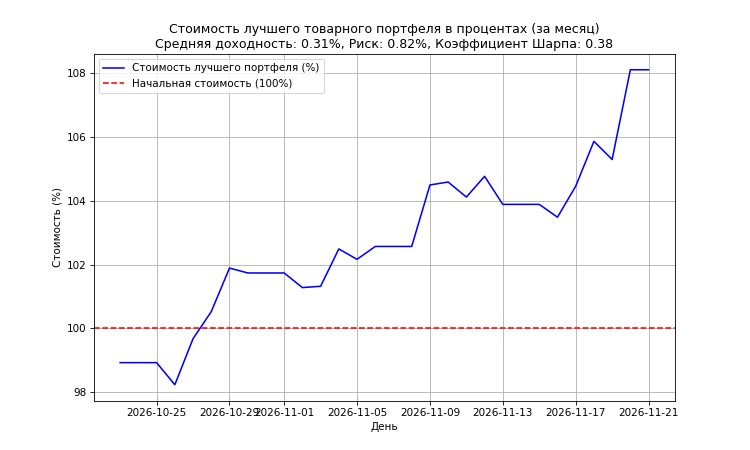 Стоимость лучшего товарного портфеля в процентах (за месяц)
Средняя доходность: 0.31%, Риск: 0.82%, Коэффициент Шарпа: 0.38
Стоимость лучшего портфеля (%)
Начальная стоимость (100%)
Стоимость (%)
108
106
104
102
100
98
2026-10-25 2026-10-29 2026-11-01 2026-11-05 2026-11-09 2026-11-13 2026-11-17 2026-11-21
День